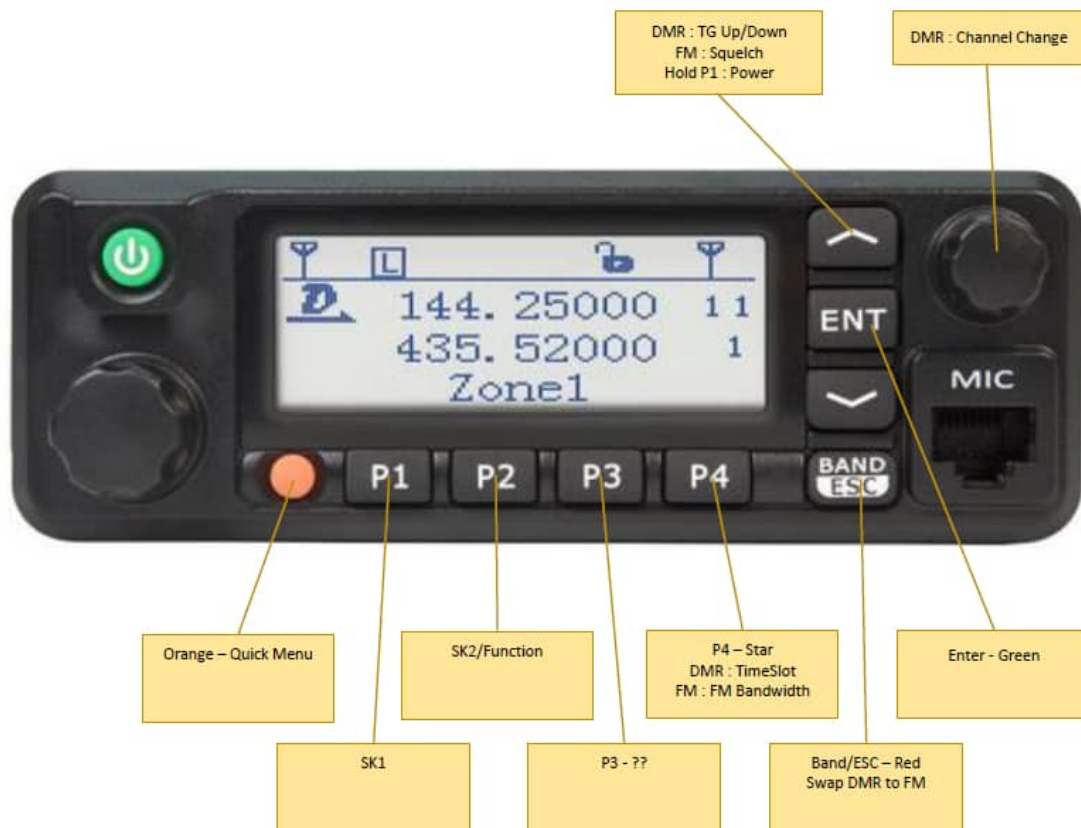 DMR : TG Up/Down
FM : Squelch
Hold P1 : Power
DMR : Channel Change
L
D 144. 25000 1 1
435. 52000 1
Zone1
ENT
MIC
P1
P2
P3
P4
BAND
ESC
Orange – Quick Menu
SK2/Function
P4 – Star
DMR : TimeSlot
FM : FM Bandwidth
Enter - Green
SK1
P3 - ??
Band/ESC – Red
Swap DMR to FM